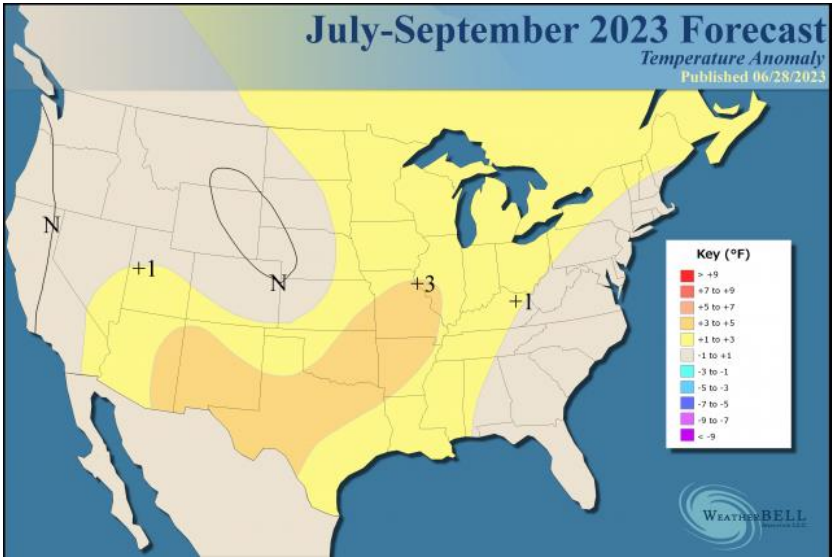 July-September 2023 Forecast
Temperature Anomaly
Published 06/28/2023
N
+1
N
+3
+1
Key (°F)
> +9
+7 to +9
+5 to +7
+3 to +5
+1 to +3
-1 to +1
-3 to -1
-5 to -3
-7 to -5
-9 to -7
< -9
WEATHERBELL